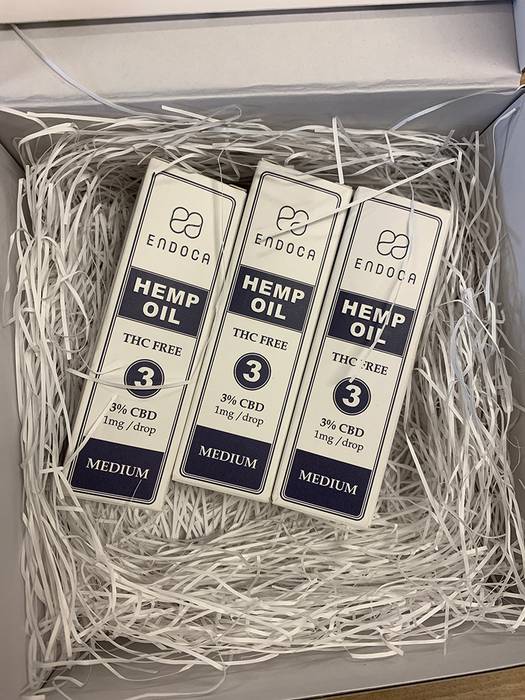 ENDOCA
HEMP
OIL
THC FREE
3
3% CBD
1mg/drop
MEDIUM
ENDOCA
HEMP
OIL
THC FREE
3
3% CBD
1mg/drop
MEDIUM
ENDOCA
HEMP
OIL
THC FREE
3
3% CBD
1mg/drop
MEDIUM